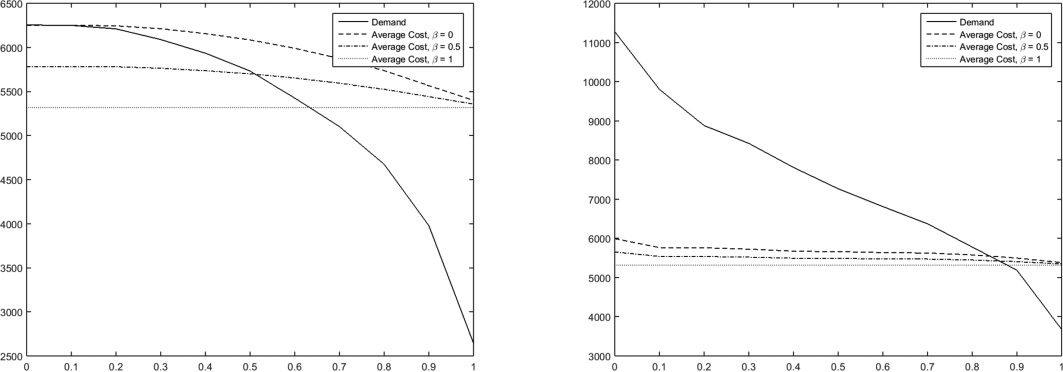 6500
6000
5500
5000
4500
4000
3500
3000
2500
0 0.1 0.2 0.3 0.4 0.5 0.6 0.7 0.8 0.9 1
Demand
Average Cost, β = 0
Average Cost, β = 0.5
Average Cost, β = 1
12000
11000
10000
9000
8000
7000
6000
5000
4000
3000
0 0.1 0.2 0.3 0.4 0.5 0.6 0.7 0.8 0.9
Demand
Average Cost, β = 0
Average Cost, β = 0.5
Average Cost, β = 1